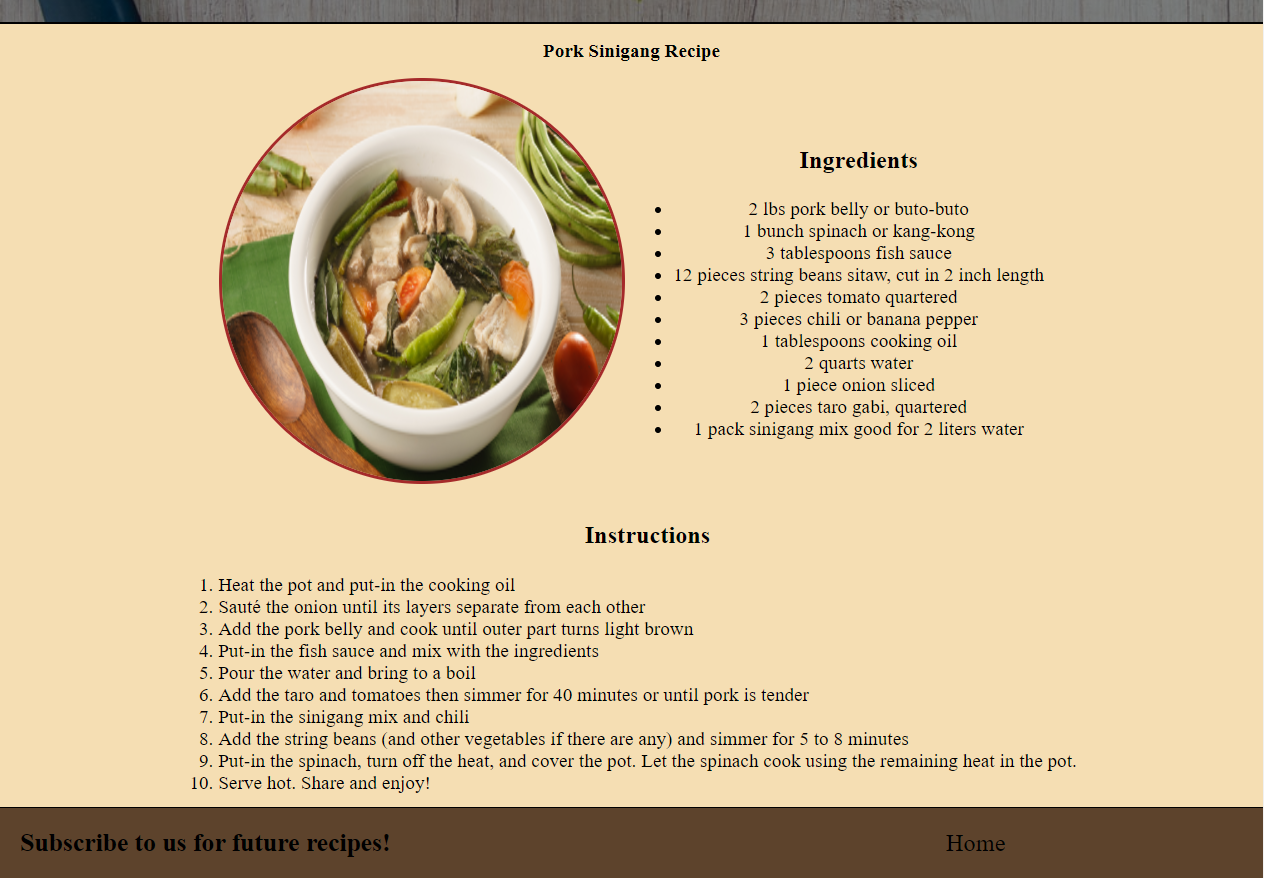 Pork Sinigang Recipe
Ingredients
• 2 lbs pork belly or buto-buto
• 1 bunch spinach or kang-kong
• 3 tablespoons fish sauce
• 12 pieces string beans sitaw, cut in 2 inch length
• 2 pieces tomato quartered
• 3 pieces chili or banana pepper
• 1 tablespoons cooking oil
• 2 quarts water
• 1 piece onion sliced
• 2 pieces taro gabi, quartered
• 1 pack sinigang mix good for 2 liters water
Instructions
1. Heat the pot and put-in the cooking oil
2. Sauté the onion until its layers separate from each other
3. Add the pork belly and cook until outer part turns light brown
4. Put-in the fish sauce and mix with the ingredients
5. Pour the water and bring to a boil
6. Add the taro and tomatoes then simmer for 40 minutes or until pork is tender
7. Put-in the sinigang mix and chili
8. Add the string beans (and other vegetables if there are any) and simmer for 5 to 8 minutes
9. Put-in the spinach, turn off the heat, and cover the pot. Let the spinach cook using the remaining heat in the pot.
10. Serve hot. Share and enjoy!
Subscribe to us for future recipes!
Home